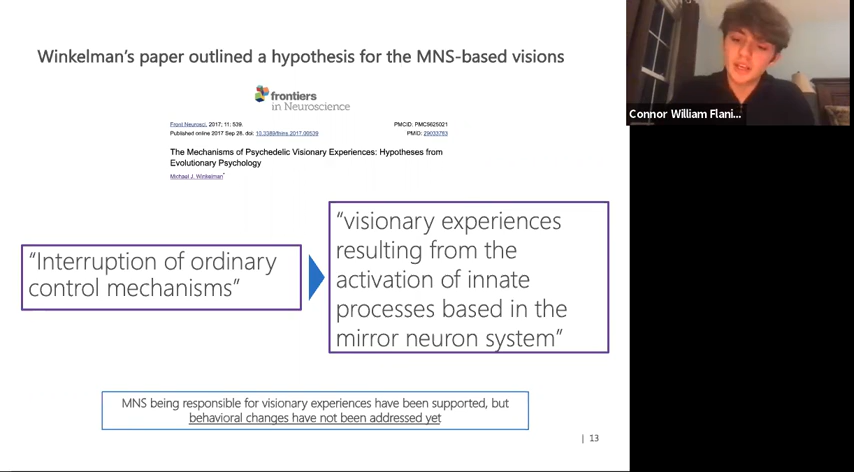 Winkelman's paper outlined a hypothesis for the MNS-based visions
frontiers
in Neuroscience
Front Neurosci. 2017; 11: 539.
PMCID: PMC5625021
Published online 2017 Sep 28. doi: 10.3389/fnins.2017.00539
PMID: 29033783
The Mechanisms of Psychedelic Visionary Experiences: Hypotheses from
Evolutionary Psychology
Michael J. Winkelman*
"Interruption of ordinary
control mechanisms"
"visionary experiences
resulting from the
activation of innate
processes based in the
mirror neuron system"
MNS being responsible for visionary experiences have been supported, but
behavioral changes have not been addressed yet
| 13
Connor William Flani...